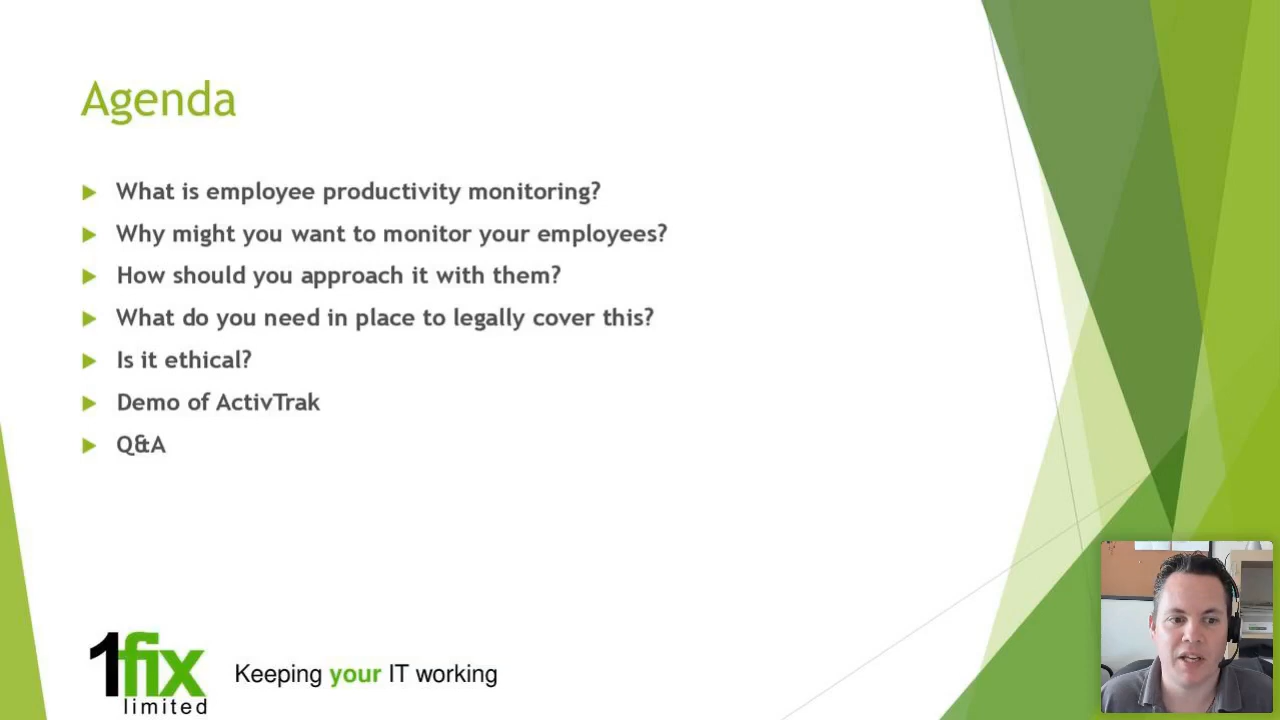 Agenda
What is employee productivity monitoring?
Why might you want to monitor your employees?
How should you approach it with them?
What do you need in place to legally cover this?
Is it ethical?
Demo of ActivTrak
Q&A
1fix
limited
Keeping your IT working